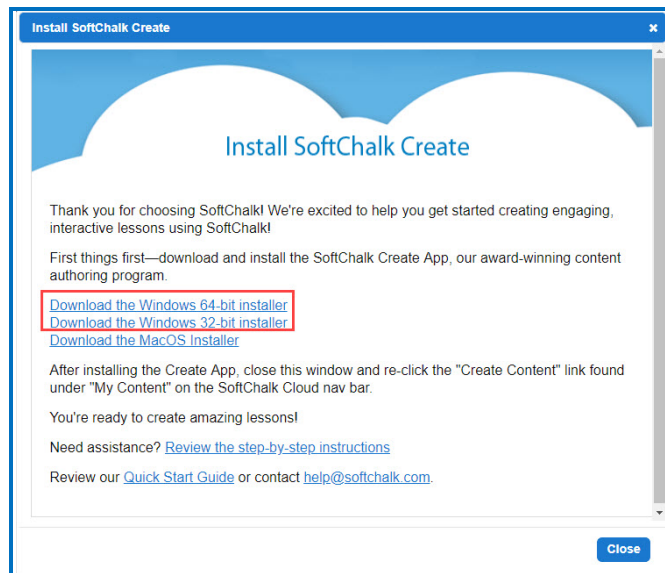 Install SoftChalk Create
Install SoftChalk Create
Thank you for choosing SoftChalk! We're excited to help you get started creating engaging,
interactive lessons using SoftChalk!
First things first—download and install the SoftChalk Create App, our award-winning content
authoring program.
Download the Windows 64-bit installer
Download the Windows 32-bit installer
Download the MacOS Installer
After installing the Create App, close this window and re-click the "Create Content" link found
under "My Content" on the SoftChalk Cloud nav bar.
You're ready to create amazing lessons!
Need assistance? Review the step-by-step instructions
Review our Quick Start Guide or contact help@softchalk.com.
Close